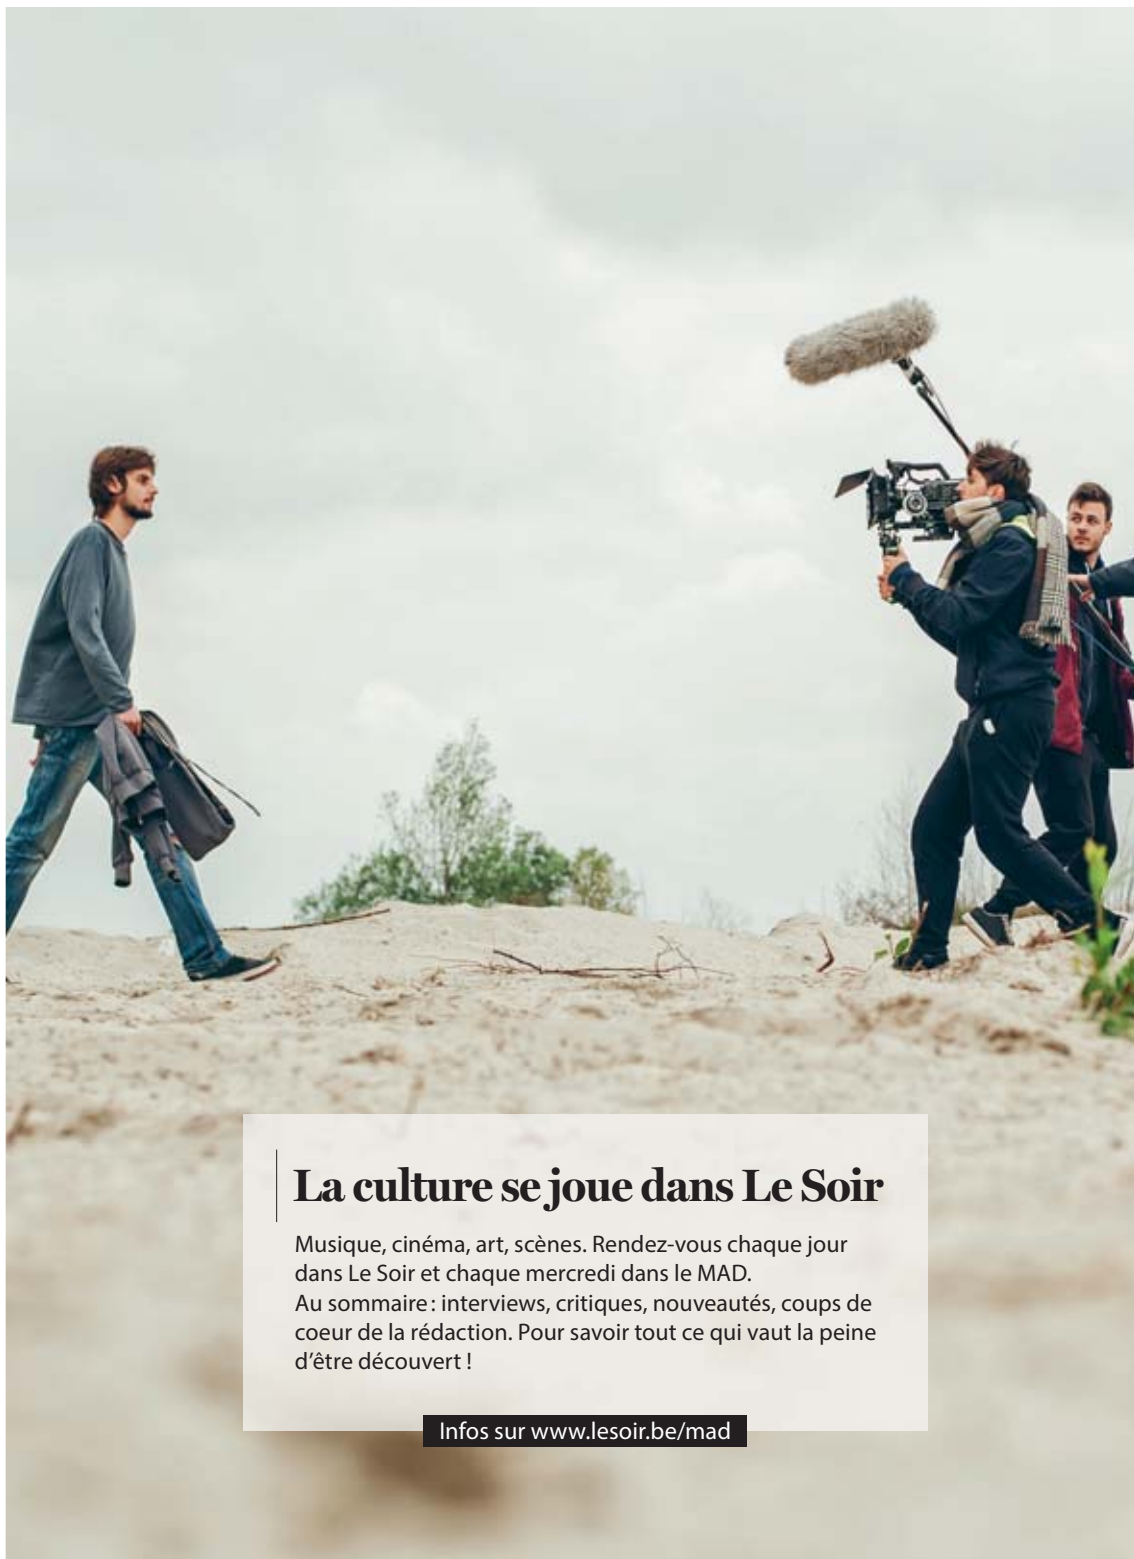 La culture se joue dans Le Soir
Musique, cinéma, art, scènes. Rendez-vous chaque jour
dans Le Soir et chaque mercredi dans le MAD.
Au sommaire : interviews, critiques, nouveautés, coups de
coeur de la rédaction. Pour savoir tout ce qui vaut la peine
d’être découvert !
Infos sur www.lesoir.be/mad